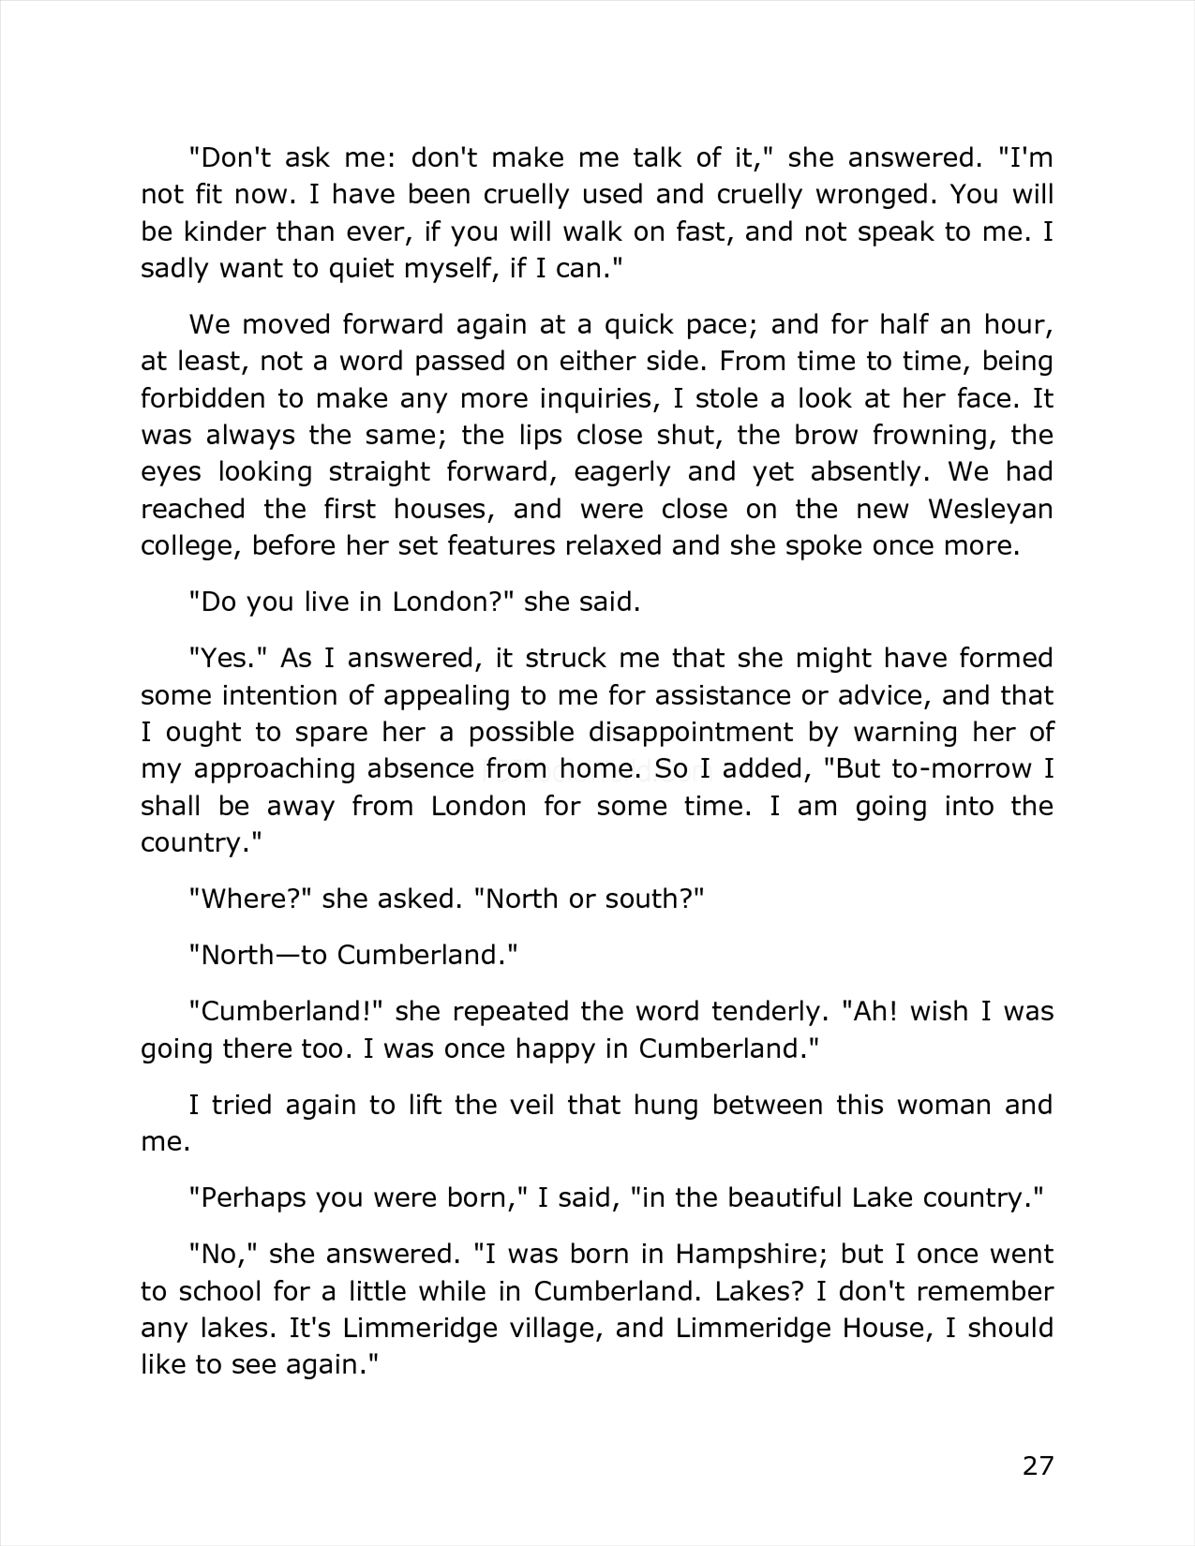 "Don't ask me: don't make me talk of it," she answered. "I'm
not fit now. I have been cruelly used and cruelly wronged. You will
be kinder than ever, if you will walk on fast, and not speak to me. I
sadly want to quiet myself, if I can."
We moved forward again at a quick pace; and for half an hour,
at least, not a word passed on either side. From time to time, being
forbidden to make any more inquiries, I stole a look at her face. It
was always the same; the lips close shut, the brow frowning, the
eyes looking straight forward, eagerly and yet absently. We had
reached the first houses, and were close on the new Wesleyan
college, before her set features relaxed and she spoke once more.
"Do you live in London?" she said.
"Yes." As I answered, it struck me that she might have formed
some intention of appealing to me for assistance or advice, and that
I ought to spare her a possible disappointment by warning her of
my approaching absence from home. So I added, "But to-morrow I
shall be away from London for some time. I am going into the
country."
"Where?" she asked. "North or south?"
"North—to Cumberland."
"Cumberland!" she repeated the word tenderly. "Ah! wish I was
going there too. I was once happy in Cumberland."
I tried again to lift the veil that hung between this woman and
me.
"Perhaps you were born," I said, "in the beautiful Lake country."
"No," she answered. "I was born in Hampshire; but I once went
to school for a little while in Cumberland. Lakes? I don't remember
any lakes. It's Limmeridge village, and Limmeridge House, I should
like to see again."
27